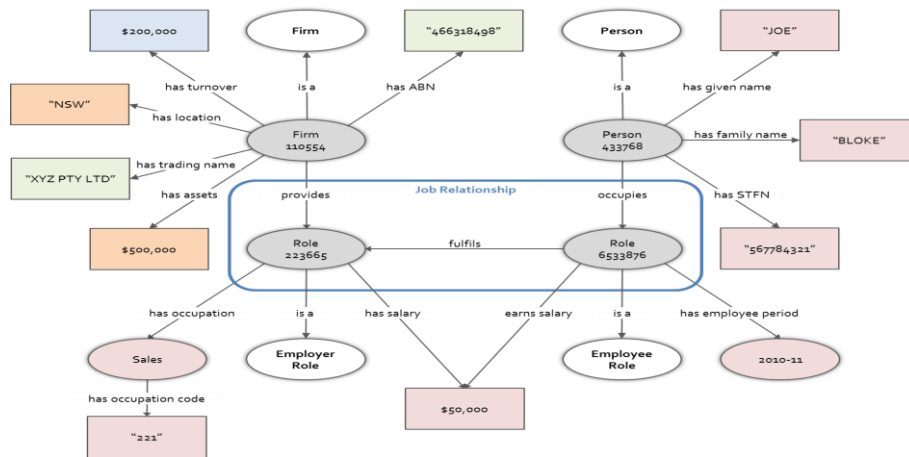 $200,000
Firm
"466318498"
Person
"JOE"
is a
is a
has turnover
has ABN
has given name
"NSW"
has location
Firm
110554
Person
433768
has family name
"BLOKE"
has trading name
"XYZ PTY LTD"
has assets
provides
Job Relationship
occupies
has STFN
$500,000
Role
223665
fulfils
Role
6533876
"567784321"
has occupation
is a
has salary
earns salary
is a
has employee period
Sales
Employer
Role
Employee
Role
2010-11
has occupation code
$50,000
"221"